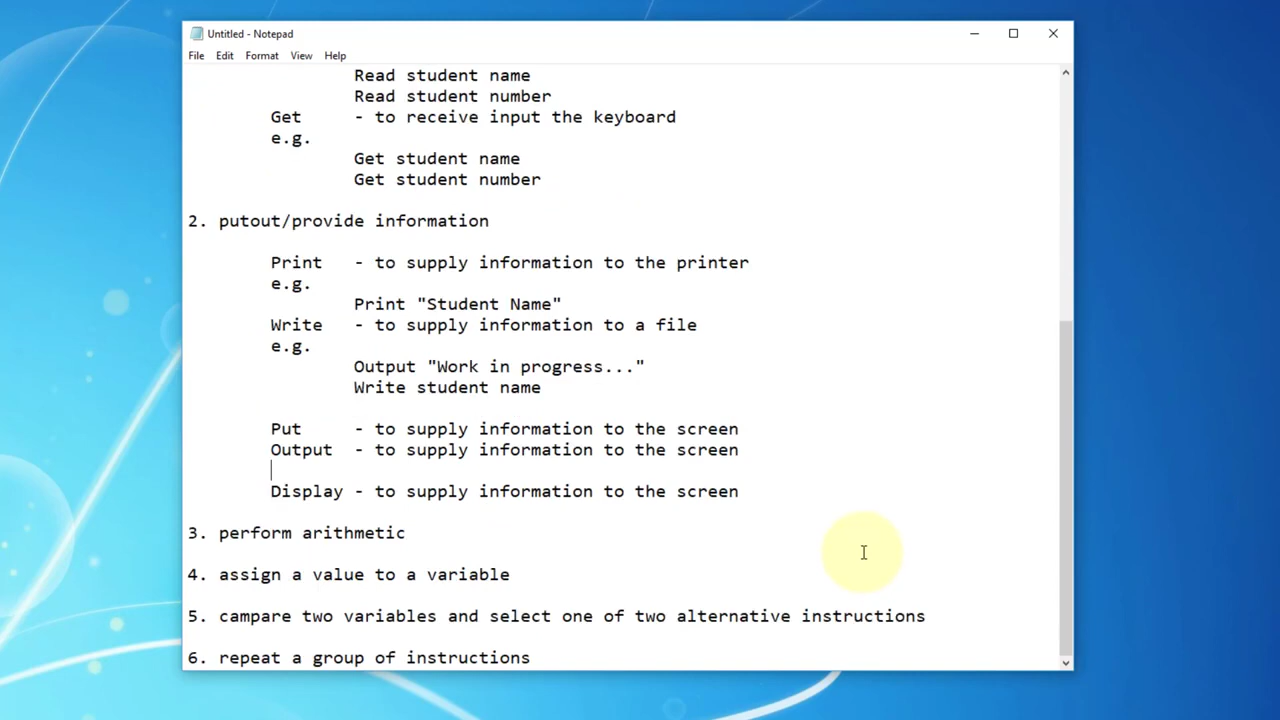 Untitled - Notepad
File Edit Format View Help
Read student name
Read student number
Get - to receive input the keyboard
e.g.
Get student name
Get student number
2. putout/provide information
Print - to supply information to the printer
e.g.
Print "Student Name"
Write - to supply information to a file
e.g.
Output "Work in progress..."
Write student name
Put - to supply information to the screen
Output - to supply information to the screen
Display - to supply information to the screen
3. perform arithmetic
4. assign a value to a variable
5. campare two variables and select one of two alternative instructions
6. repeat a group of instructions